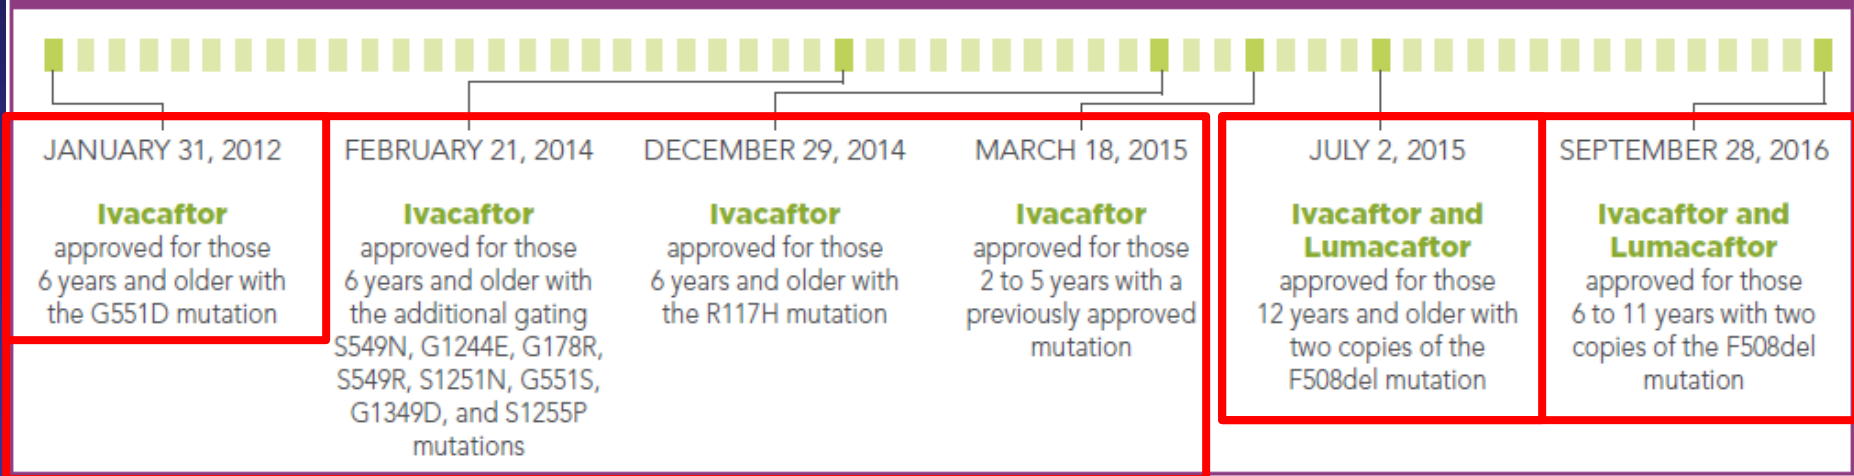 JANUARY 31, 2012
Ivacaftor
approved for those
6 years and older with
the G551D mutation
FEBRUARY 21, 2014
Ivacaftor
approved for those
6 years and older with
the additional gating
S549N, G1244E, G178R,
S549R, S1251N, G551S,
G1349D, and S1255P
mutations
DECEMBER 29, 2014
Ivacaftor
approved for those
6 years and older with
the R117H mutation
MARCH 18, 2015
Ivacaftor
approved for those
2 to 5 years with a
previously approved
mutation
JULY 2, 2015
Ivacaftor and
Lumacaftor
approved for those
12 years and older with
two copies of the
F508del mutation
SEPTEMBER 28, 2016
Ivacaftor and
Lumacaftor
approved for those
6 to 11 years with two
copies of the F508del
mutation